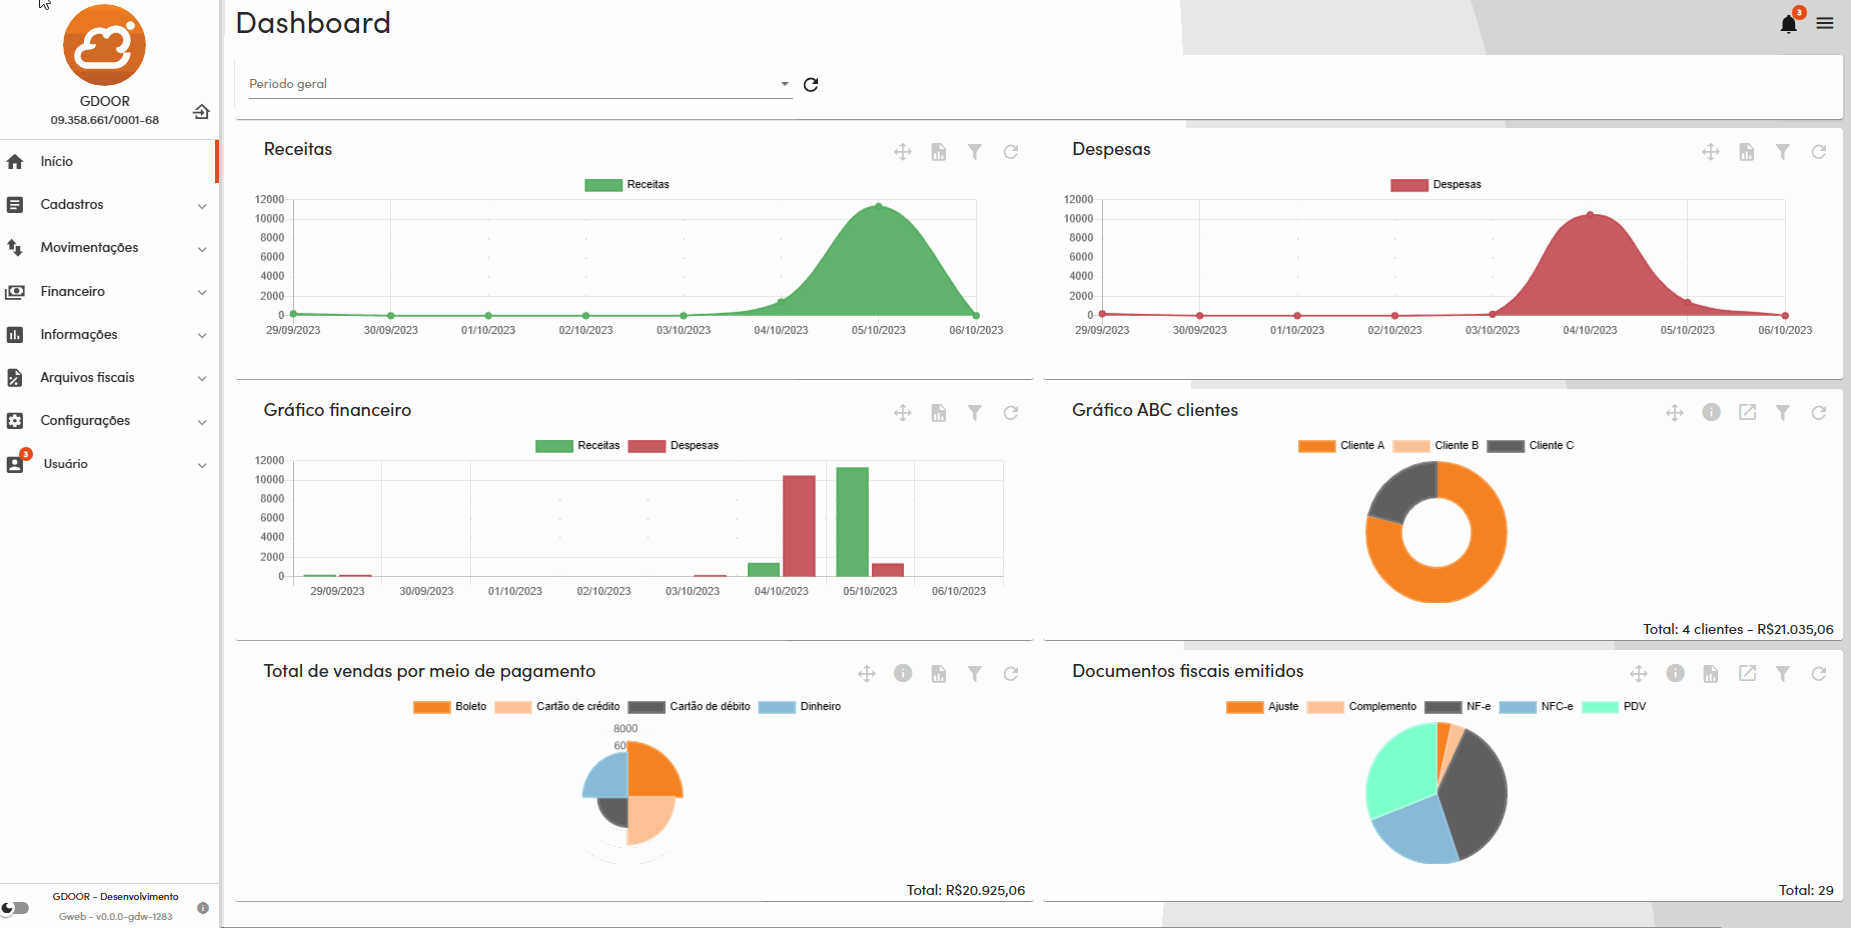 GDOOR
09.358.661/0001-68
Início
Cadastros
Movimentações
Financeiro
Informações
Arquivos fiscais
Configurações
3
Usuário
GDOOR - Desenvolvimento
Gweb - v0.0.0-gdw-1283
Dashboard
3
Periodo geral
Receitas
Receitas
12000
10000
8000
6000
4000
2000
0
29/09/2023 30/09/2023 01/10/2023 02/10/2023 03/10/2023 04/10/2023 05/10/2023 06/10/2023
Despesas
Despesas
12000
10000
8000
6000
4000
2000
0
29/09/2023 30/09/2023 01/10/2023 02/10/2023 03/10/2023 04/10/2023 05/10/2023 06/10/2023
Gráfico financeiro
Receitas Despesas
12000
10000
8000
6000
4000
2000
0
29/09/2023 30/09/2023 01/10/2023 02/10/2023 03/10/2023 04/10/2023 05/10/2023 06/10/2023
Gráfico ABC clientes
Cliente A Cliente B Cliente C
Total: 4 clientes - R$21.035,06
Total de vendas por meio de pagamento
Boleto Cartão de crédito Cartão de débito Dinheiro
8000
60
Total: R$20.925,06
Documentos fiscais emitidos
Ajuste Complemento NF-e NFC-e PDV
Total: 29